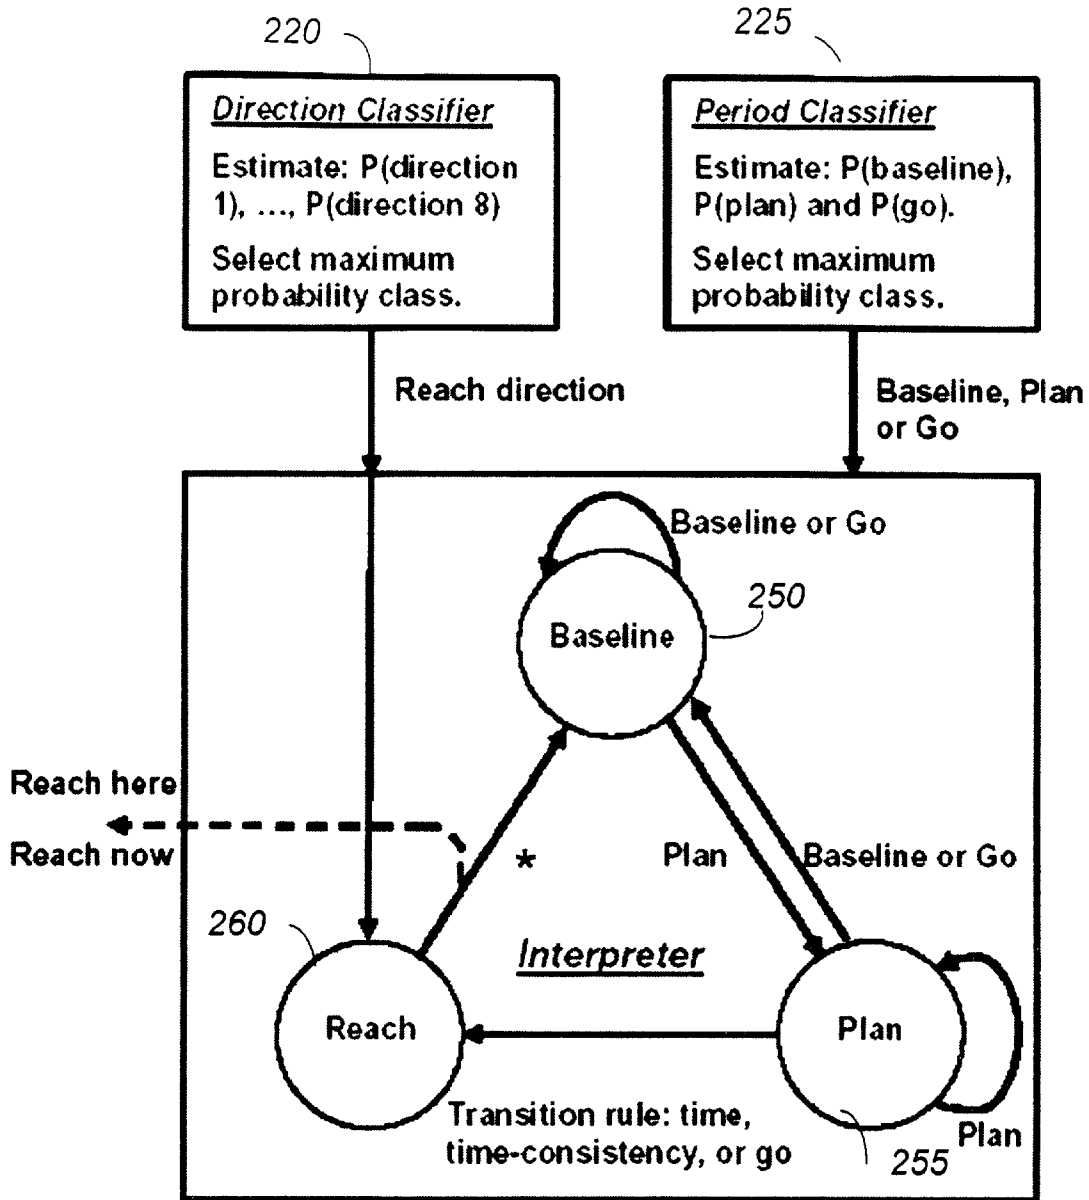 220
225
Direction Classifier
Estimate: P(direction
1), ..., P(direction 8)
Select maximum
probability class.
Period Classifier
Estimate: P(baseline),
P(plan) and P(go).
Select maximum
probability class.
Reach direction
Baseline, Plan
or Go
Baseline or Go
250
Baseline
Reach here
Reach now
*
Plan
Baseline or Go
260
Interpreter
Reach
Plan
Transition rule: time,
time-consistency, or go
255
Plan